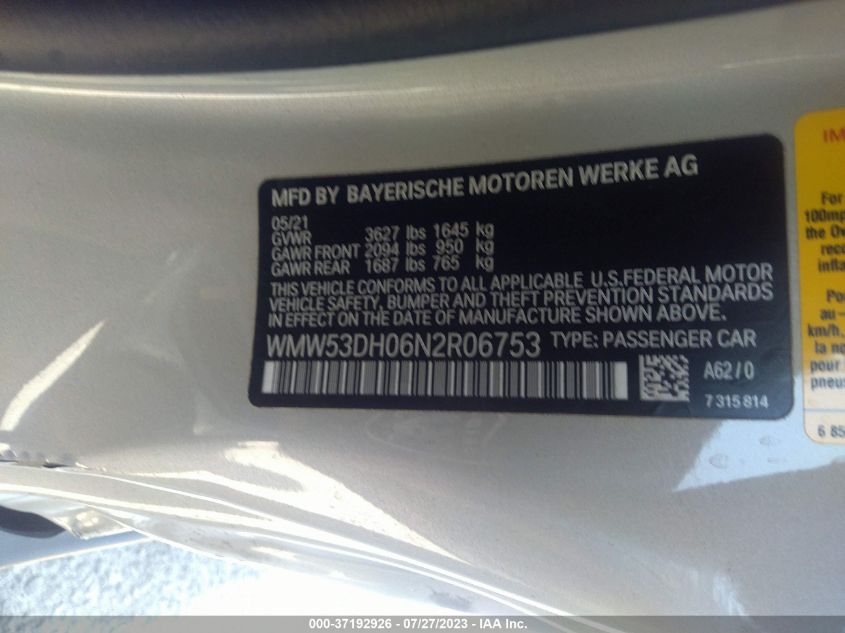 MFD BY BAYERISCHE MOTOREN WERKE AG
05/21
GVWR 3627 lbs 1645 kg
GAWR FRONT 2094 lbs 950 kg
GAWR REAR 1687 lbs 765 kg
THIS VEHICLE CONFORMS TO ALL APPLICABLE U.S.FEDERAL MOTOR
VEHICLE SAFETY, BUMPER AND THEFT PREVENTION STANDARDS
IN EFFECT ON THE DATE OF MANUFACTURE SHOWN ABOVE.
WMW53DH06N2R06753 TYPE: PASSENGER CAR
A62/0
7 315 814
IM
For
100mp
the Ov
reco
infla
Po
au-
km/h,
la no
pour
pneus
6 85
000-37192926 - 07/27/2023 - IAA Inc.